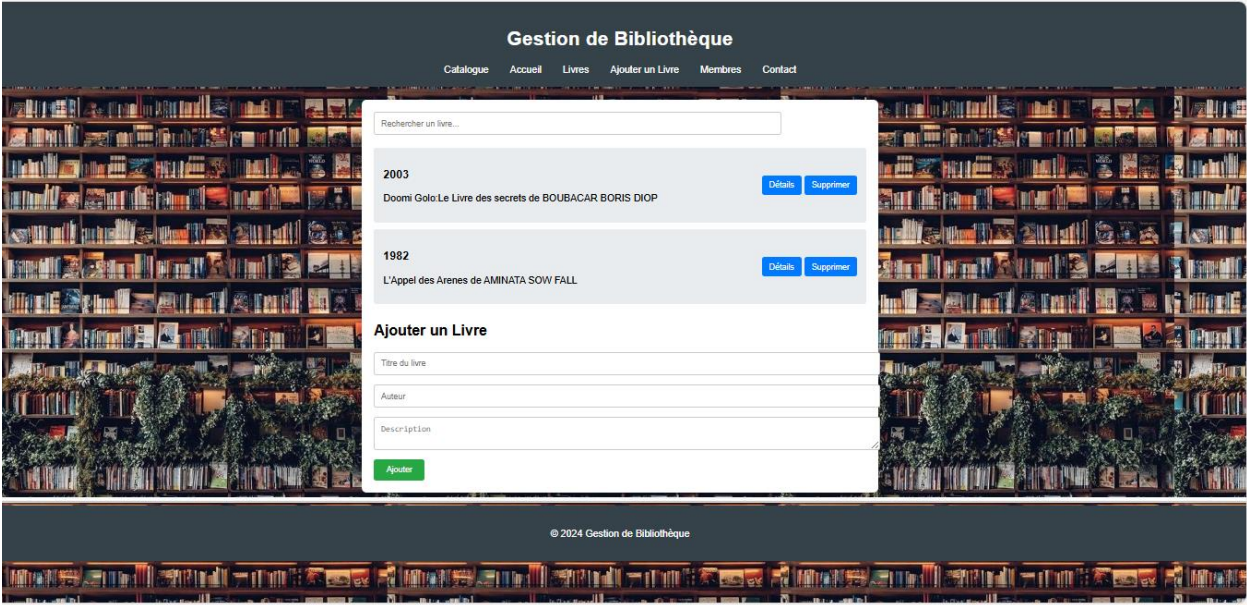 Gestion de Bibliothèque
Catalogue Accueil Livres Ajouter un Livre Membres Contact
Rechercher un livre...
2003
Doomi Golo:Le Livre des secrets de BOUBACAR BORIS DIOP
Détails Supprimer
1982
L'Appel des Arenes de AMINATA SOW FALL
Détails Supprimer
Ajouter un Livre
Titre du livre
Auteur
Description
Ajouter
© 2024 Gestion de Bibliothèque